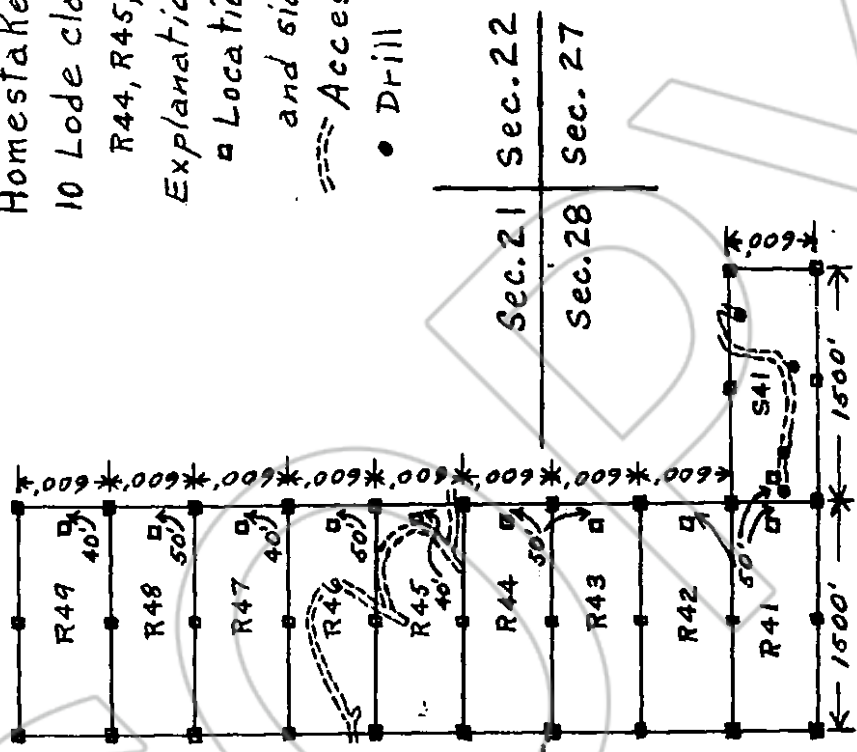 Homestake
10 Lode cla
R44, R45,
Explanatio
Locatio
and sid
Acces
Drill
Sec. 21
Sec. 22
Sec. 28
Sec. 27
R49
40'
600'
R48
50'
600'
R47
40'
600'
R46
50'
600'
R45
40'
600'
R44
50'
600'
R43
600'
R42
600'
R41
50'
S41
600'
1500'
1500'
COPY